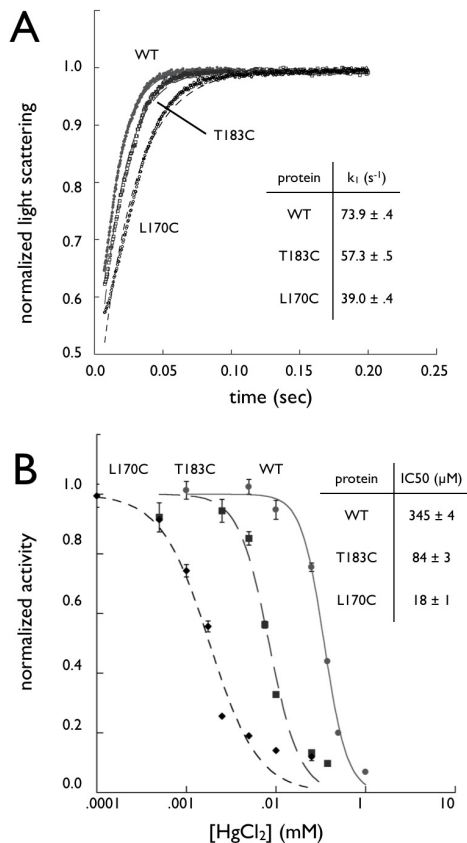 A
WT
1.0
0.9
T183C
0.8
protein k₁ (s⁻¹)
WT 73.9 ± .4
0.7
L170C
T183C 57.3 ± .5
0.6
L170C 39.0 ± .4
0.5
0.0 0.05 0.10 0.15 0.20 0.25
time (sec)
normalized light scattering
B
L170C T183C WT
protein IC50 (μM)
1.0
WT 345 ± 4
0.8
T183C 84 ± 3
0.6
L170C 18 ± 1
0.4
0.2
0.0
.0001 .001 .01 1 10
[HgCl₂] (mM)
normalized activity